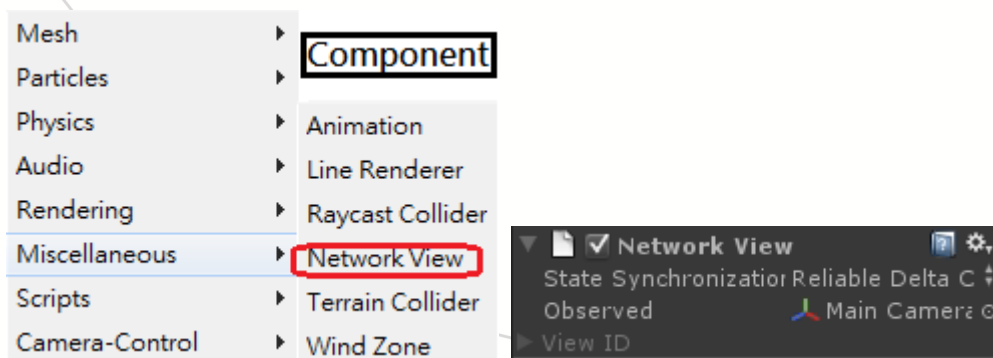 Mesh
Particles
Physics
Audio
Rendering
Miscellaneous
Scripts
Camera-Control
Component
Animation
Line Renderer
Raycast Collider
Network View
Terrain Collider
Wind Zone
Network View
State Synchronization Reliable Delta C
Observed Main Camera
View ID